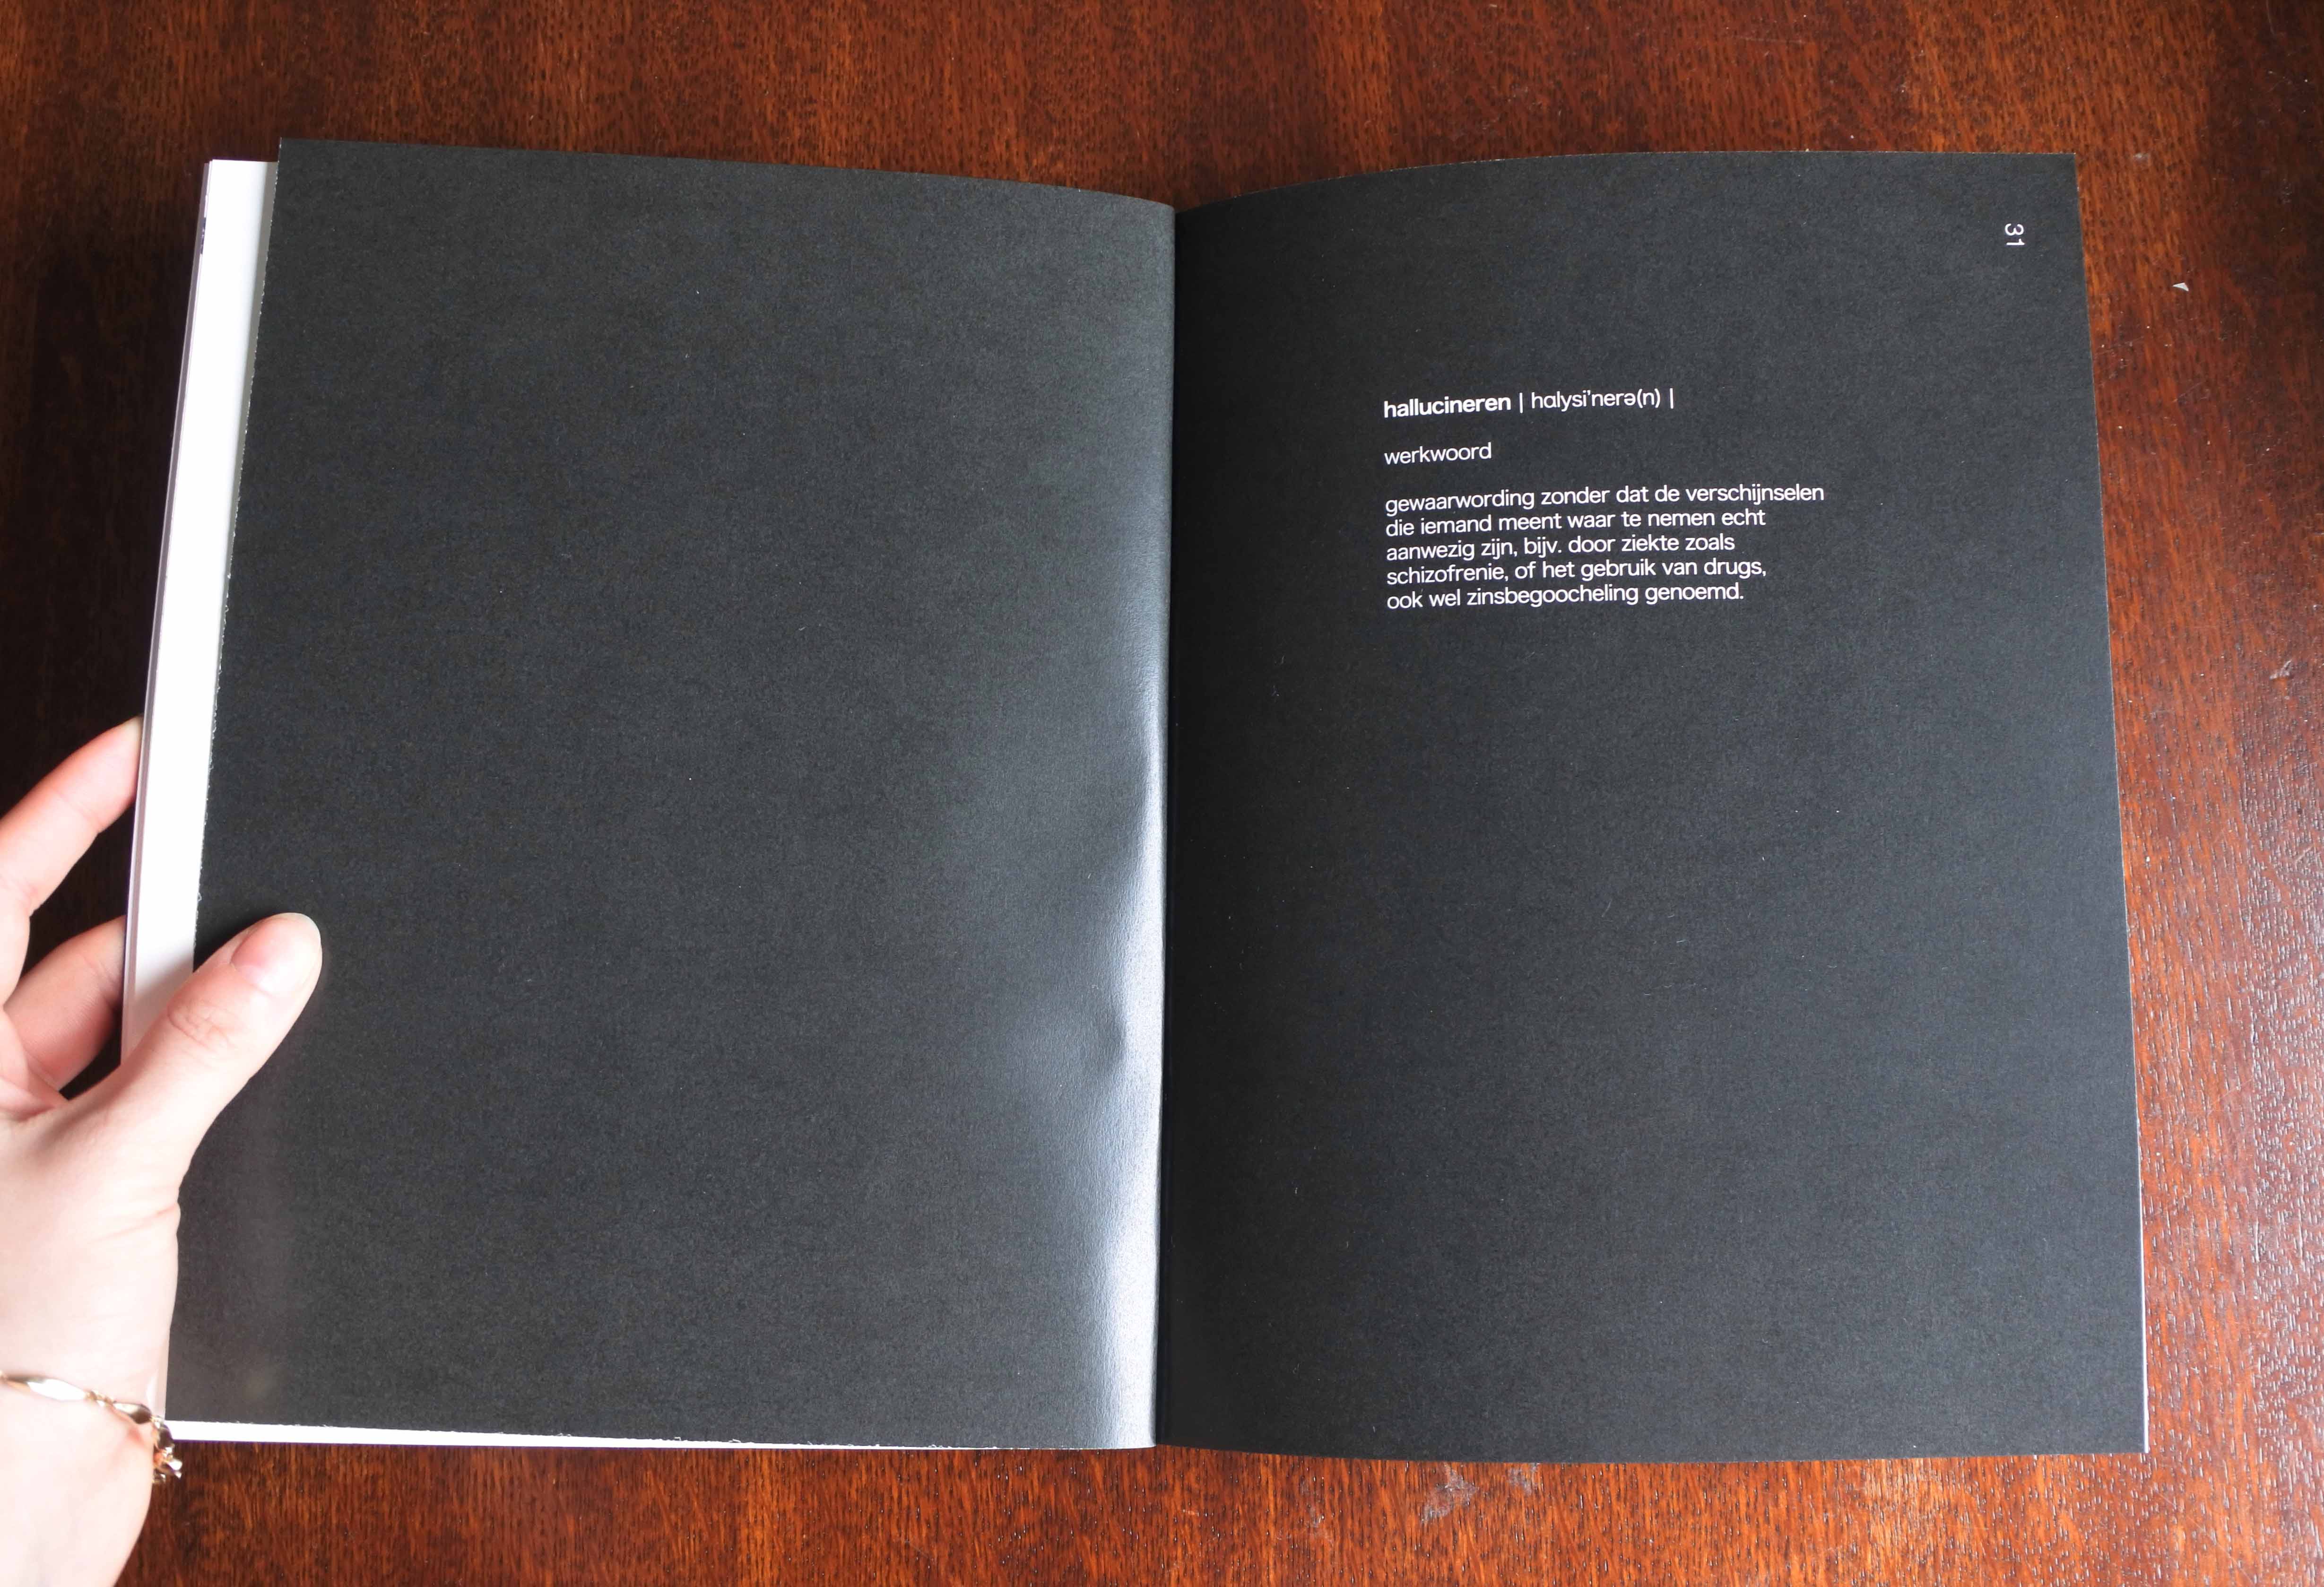 31
hallucineren | hɑlysi'nerə(n) |
werkwoord
gewaarwording zonder dat de verschijnselen
die iemand meent waar te nemen echt
aanwezig zijn, bijv. door ziekte zoals
schizofrenie, of het gebruik van drugs,
ook wel zinsbegoocheling genoemd.